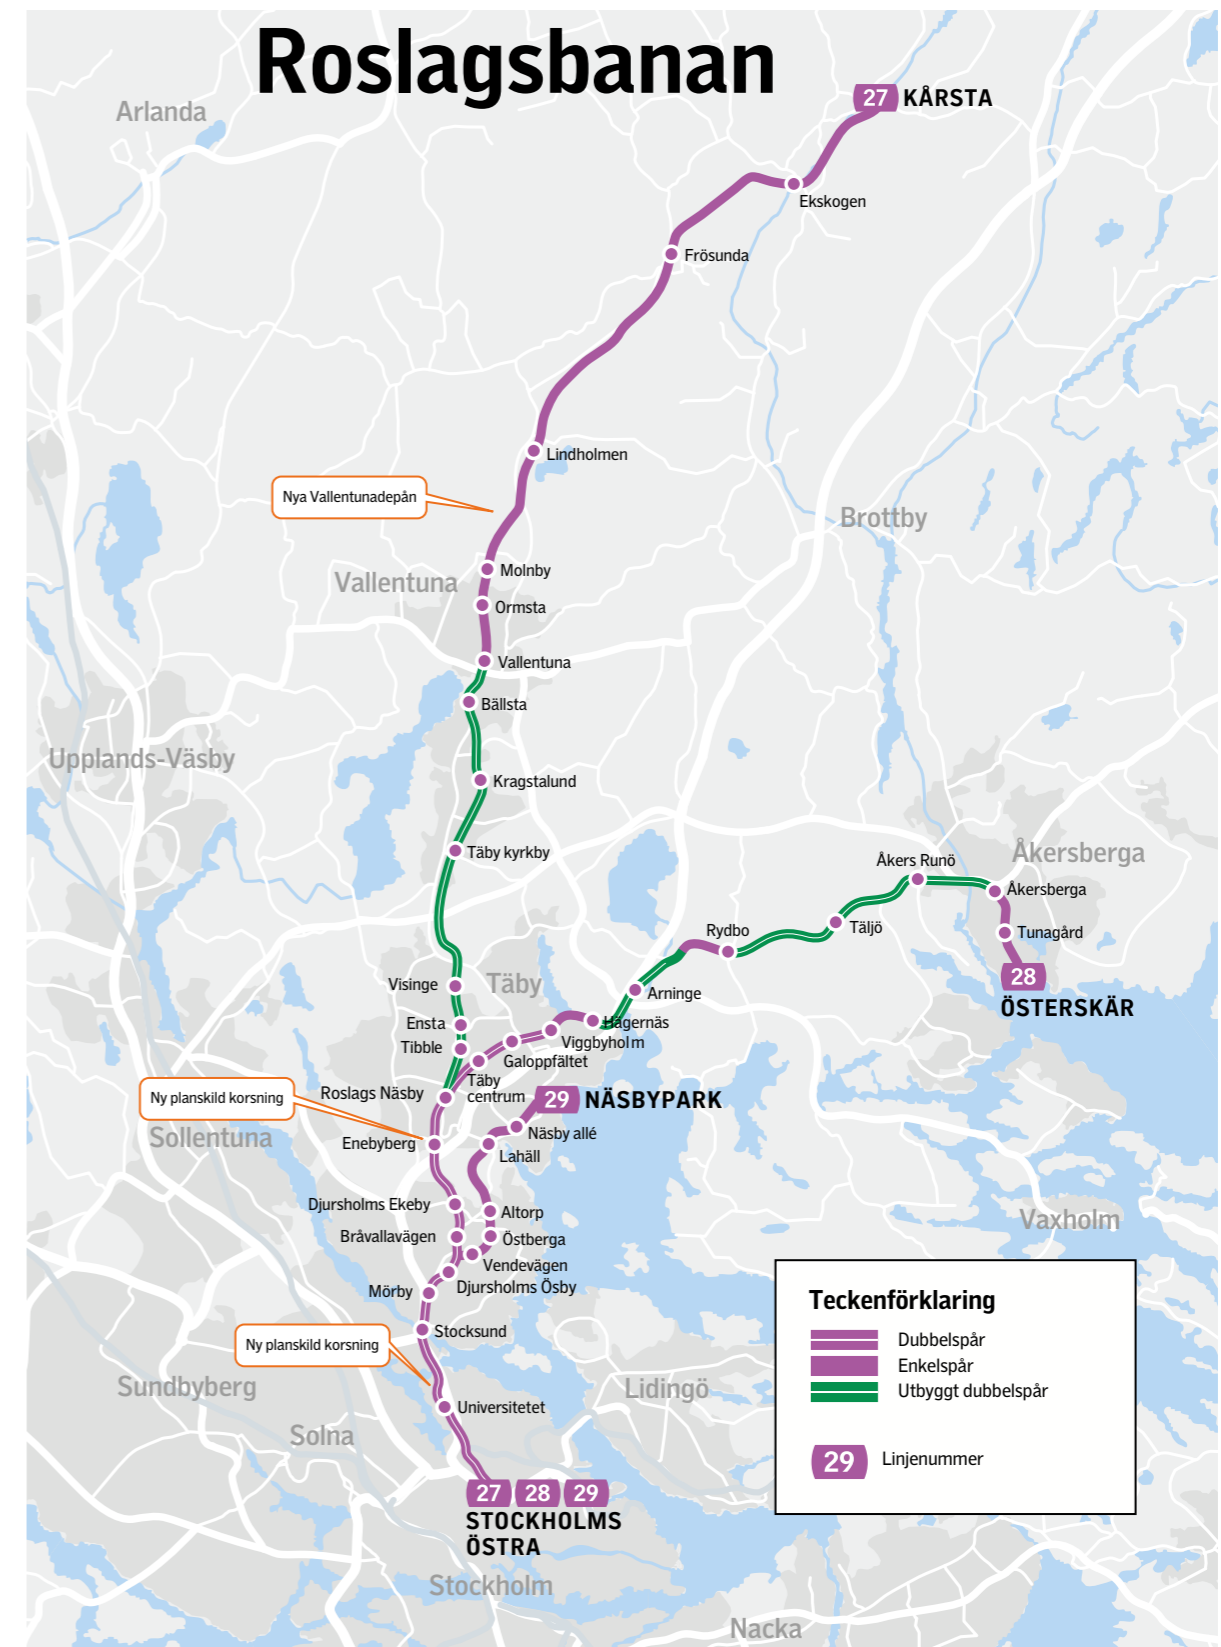 Roslagsbanan
27 KÅRSTA
Arlanda
Ekskogen
Frösunda
Lindholmen
Nya Vallentunadepån
Brottby
Molnby
Vallentuna
Ormsta
Vallentuna
Bällsta
Upplands-Väsby
Kragstalund
Täby kyrkby
Åkers Runö
Åkersberga
Åkersberga
Rydbo
Täljö
Tunagård
28
ÖSTERSKÄR
Visinge
Täby
Arninge
Ensta
Hägernäs
Tibble
Viggbyholm
Galoppfältet
Roslags Näsby
Täby
centrum
29 NÄSBYPARK
Ny planskild korsning
Sollentuna
Enebyberg
Näsby allé
Lahäll
Djursholms Ekeby
Altorp
Bråvallavägen
Östberga
Vaxholm
Vendevägen
Djursholms Ösby
Mörby
Stocksund
Ny planskild korsning
Sundbyberg
Lidingö
Universitetet
Solna
27 28 29
STOCKHOLMS
ÖSTRA
Stockholm
Nacka
Teckenförklaring
Dubbelspår
Enkelspår
Utbyggt dubbelspår
29 Linjenummer